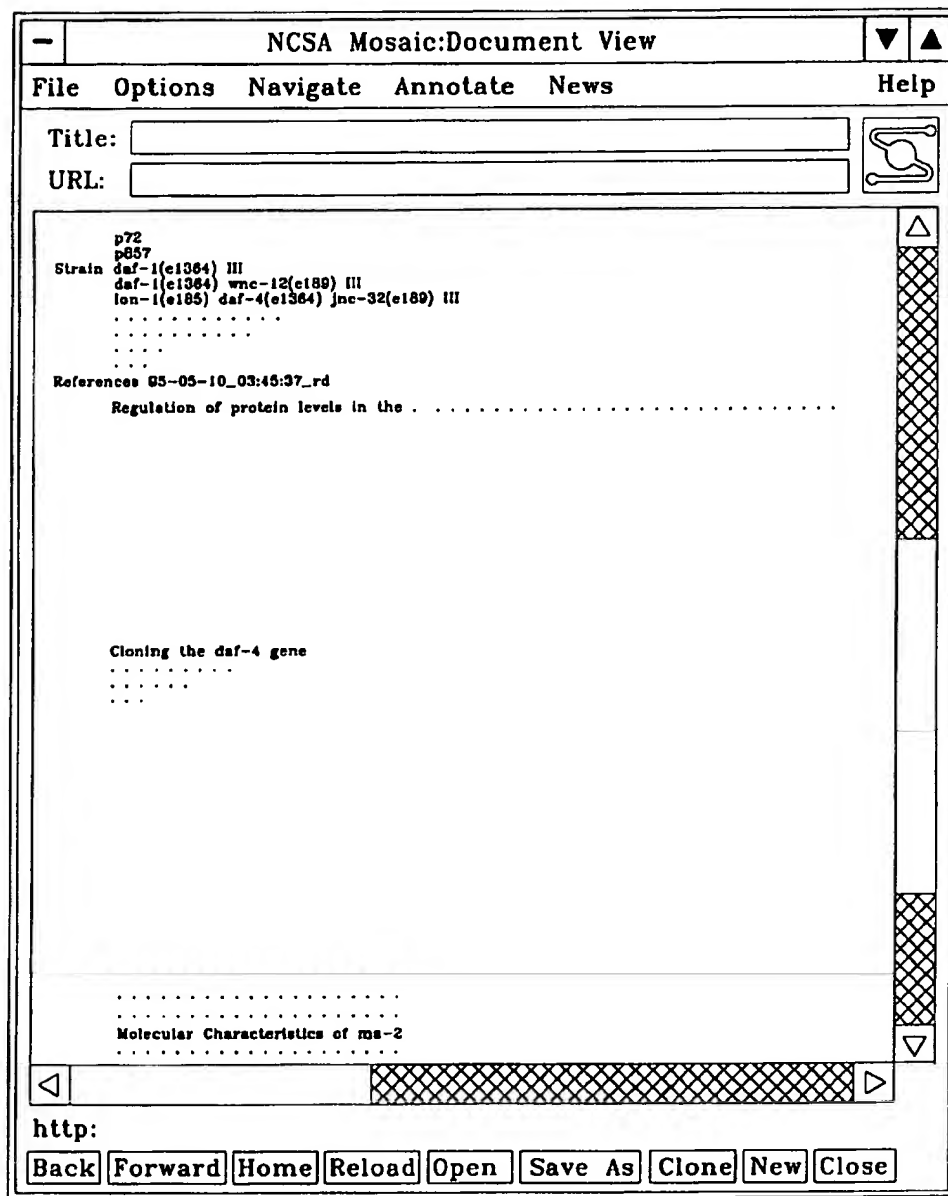 NCSA Mosaic:Document View
File Options Navigate Annotate News Help
Title:
URL:
p72
p857
Strain daf-1(e1364) III
daf-1(e1364) wnc-12(e189) III
lon-1(e185) daf-4(e1364) jnc-32(e189) III
. . . . . . . . . . . . .
. . . . . . . . . .
. . . .
. . .
References 95-05-10_03:45:37_rd
Regulation of protein levels in the . . . . . . . . . . . . . . . . . . . . . . . . . . . . . .
Cloning the daf-4 gene
. . . . . . . . .
. . . . . .
. . .
. . . . . . . . . . . . . . . . . . . . .
. . . . . . . . . . . . . . . . . . . . .
Molecular Characteristics of ma-2
. . . . . . . . . . . . . . . . . . . . .
http:
Back Forward Home Reload Open Save As Clone New Close